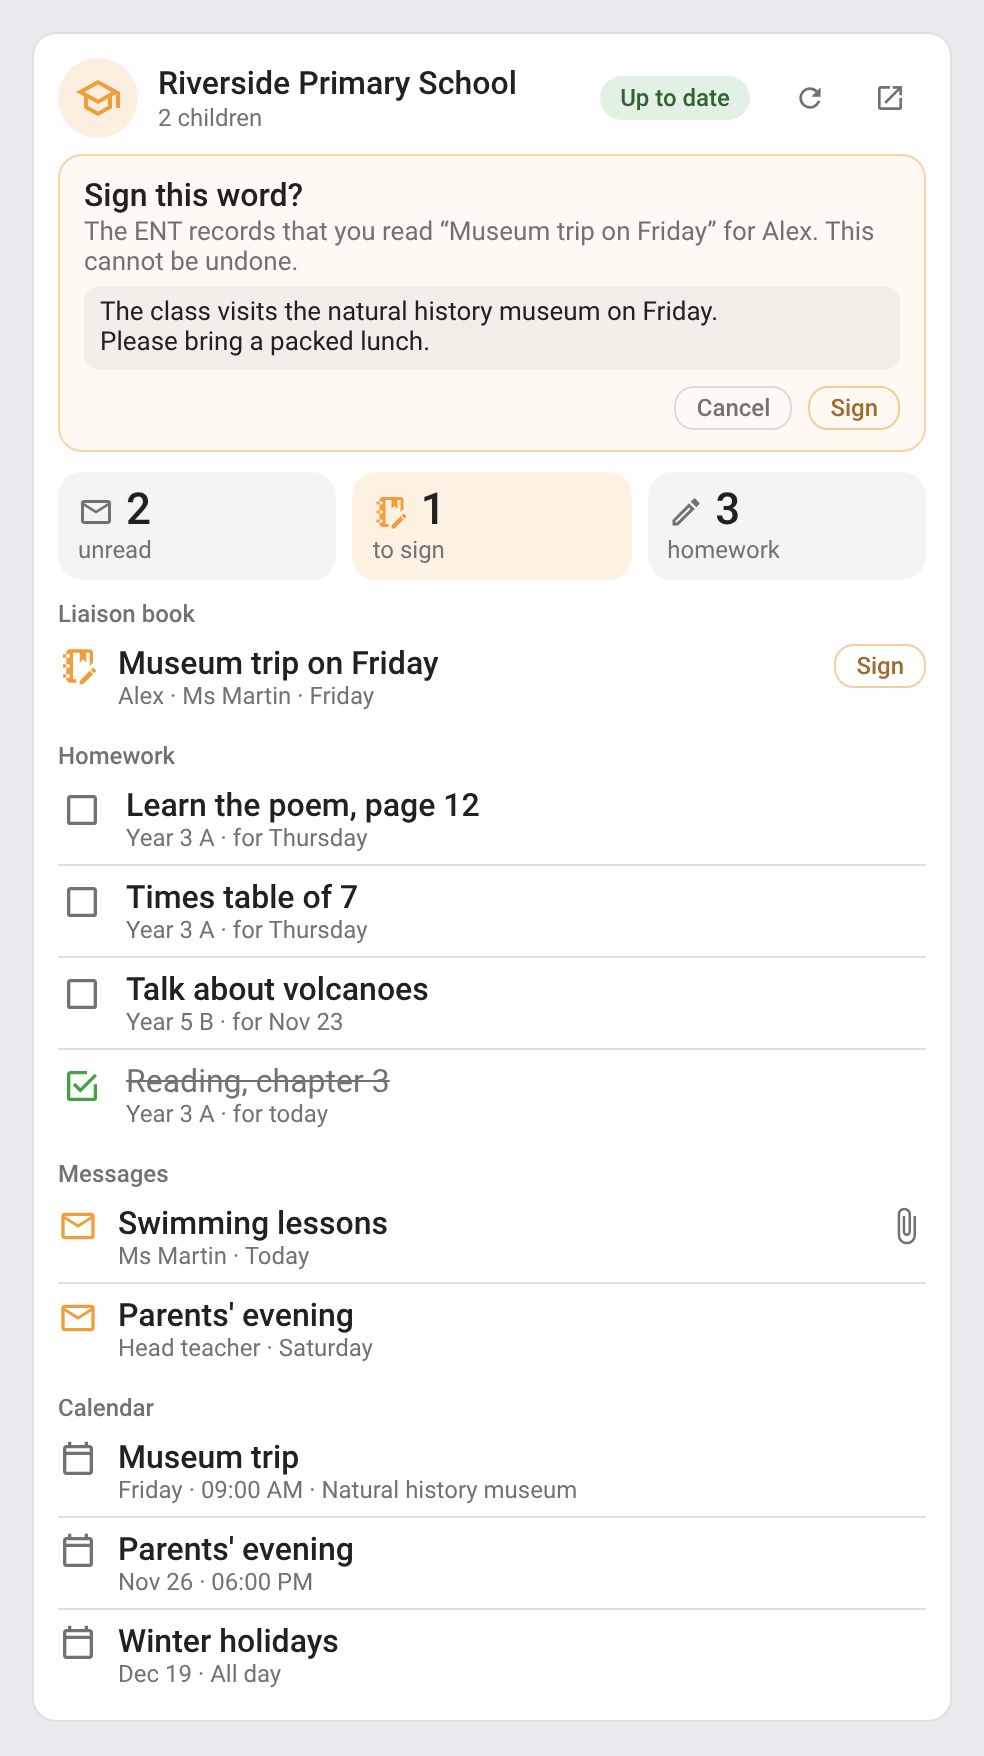 Riverside Primary School
2 children
Up to date
Sign this word?
The ENT records that you read “Museum trip on Friday” for Alex. This
cannot be undone.
The class visits the natural history museum on Friday.
Please bring a packed lunch.
Cancel
Sign
2
unread
1
to sign
3
homework
Liaison book
Museum trip on Friday
Alex · Ms Martin · Friday
Sign
Homework
Learn the poem, page 12
Year 3 A · for Thursday
Times table of 7
Year 3 A · for Thursday
Talk about volcanoes
Year 5 B · for Nov 23
Reading, chapter 3
Year 3 A · for today
Messages
Swimming lessons
Ms Martin · Today
Parents' evening
Head teacher · Saturday
Calendar
Museum trip
Friday · 09:00 AM · Natural history museum
Parents' evening
Nov 26 · 06:00 PM
Winter holidays
Dec 19 · All day